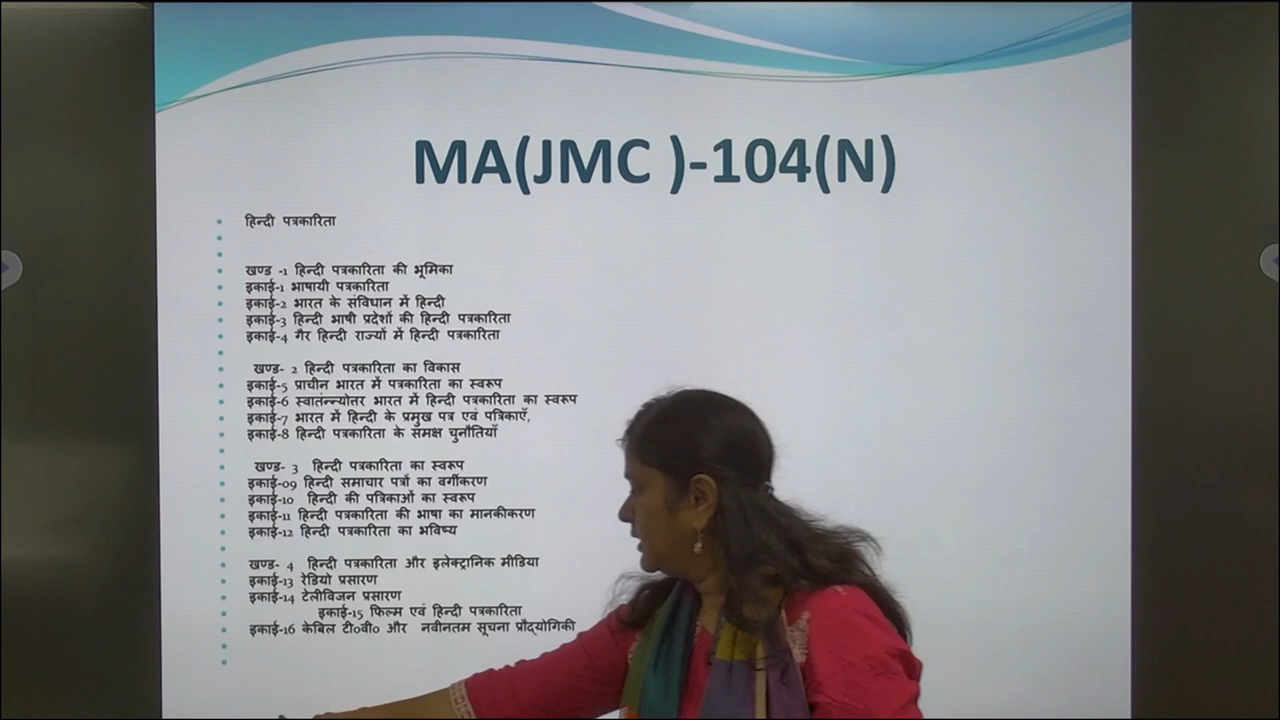 MA(JMC )-104(N)
हिन्दी पत्रकारिता
खण्ड -1 हिन्दी पत्रकारिता की भूमिका
इकाई-1 भाषायी पत्रकारिता
इकाई-2 भारत के संविधान में हिन्दी
इकाई-3 हिन्दी भाषी प्रदेशों की हिन्दी पत्रकारिता
इकाई-4 गैर हिन्दी राज्यों में हिन्दी पत्रकारिता
खण्ड- 2 हिन्दी पत्रकारिता का विकास
इकाई-5 प्राचीन भारत में पत्रकारिता का स्वरूप
इकाई-6 भारत में हिन्दी पत्रकारिता का स्वरूप
इकाई-7 भारत में हिन्दी के प्रमुख पत्र एवं पत्रिकाएँ,
इकाई-8 हिन्दी पत्रकारिता के समक्ष चुनौतियाँ
खण्ड- 3 हिन्दी पत्रकारिता का स्वरूप
इकाई-09 हिन्दी समाचार पत्रों का वर्गीकरण
इकाई-10 हिन्दी की पत्रिकाओं का स्वरूप
इकाई-11 हिन्दी पत्रकारिता की भाषा का मानकीकरण
इकाई-12 हिन्दी पत्रकारिता का भविष्य
खण्ड- 4 हिन्दी पत्रकारिता और इलेक्ट्रानिक मीडिया
इकाई-13 रेडियो प्रसारण
इकाई-14 टेलीविजन प्रसारण
इकाई-15 फिल्म एवं हिन्दी पत्रकारिता
इकाई-16 केबिल टी०वी० और नवीनतम सूचना प्रौद्योगिकी